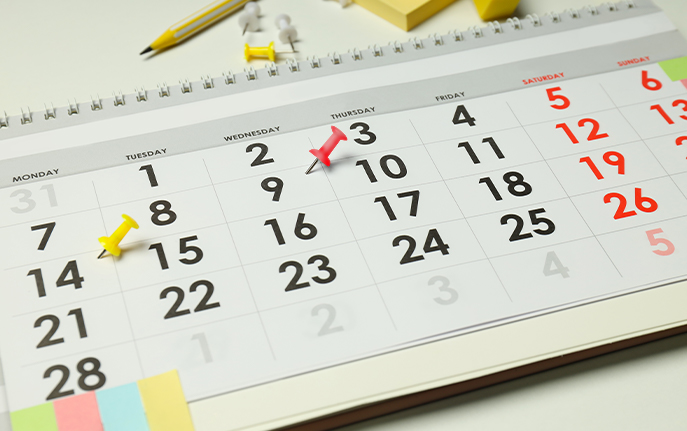 MONDAY TUESDAY WEDNESDAY THURSDAY FRIDAY SATURDAY SUNDAY
31 1 2 3 4 5 6
7 8 9 10 11 12 13
14 15 16 17 18 19
21 22 23 24 25 26
28 1 2 3 4 5